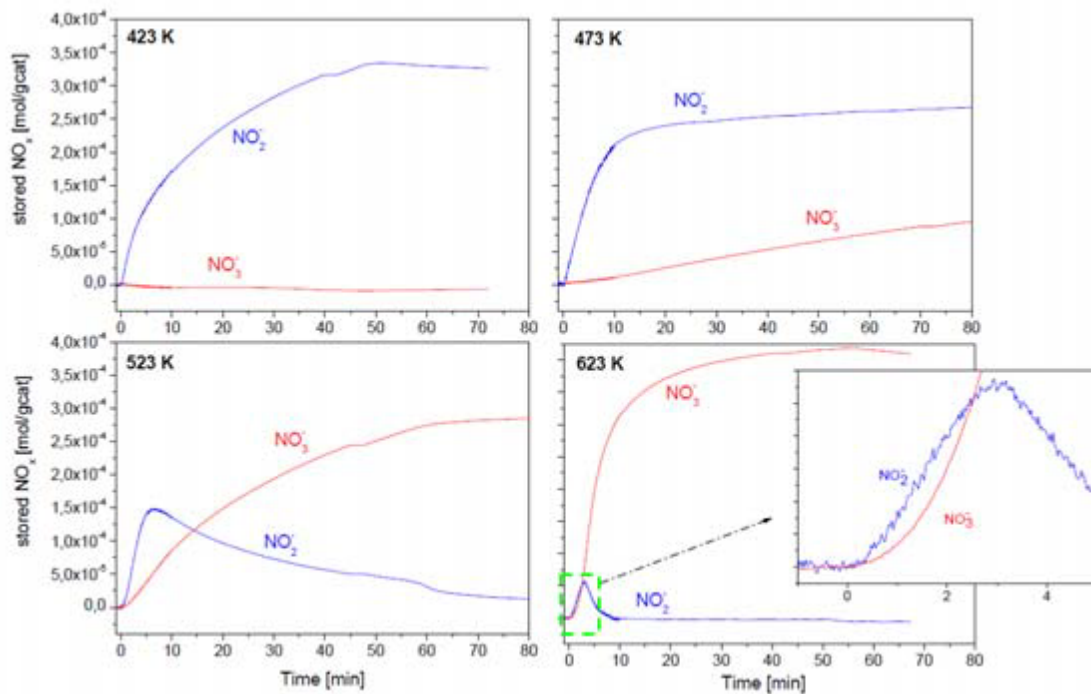 423 K
stored NOₓ [mol/gcat]
4,0x10⁻⁴
3,5x10⁻⁴
3,0x10⁻⁴
2,5x10⁻⁴
2,0x10⁻⁴
1,5x10⁻⁴
1,0x10⁻⁴
5,0x10⁻⁵
0,0
NO₂⁻
NO₃⁻
0 10 20 30 40 50 60 70 80
473 K
NO₂⁻
NO₃⁻
0 10 20 30 40 50 60 70 80
523 K
stored NOₓ [mol/gcat]
4,0x10⁻⁴
3,5x10⁻⁴
3,0x10⁻⁴
2,5x10⁻⁴
2,0x10⁻⁴
1,5x10⁻⁴
1,0x10⁻⁴
5,0x10⁻⁵
0,0
NO₃⁻
NO₂⁻
0 10 20 30 40 50 60 70 80
Time [min]
623 K
NO₃⁻
NO₂⁻
NO₂⁻
NO₃⁻
0 2 4
0 10 20 30 40 50 60 70 80
Time [min]